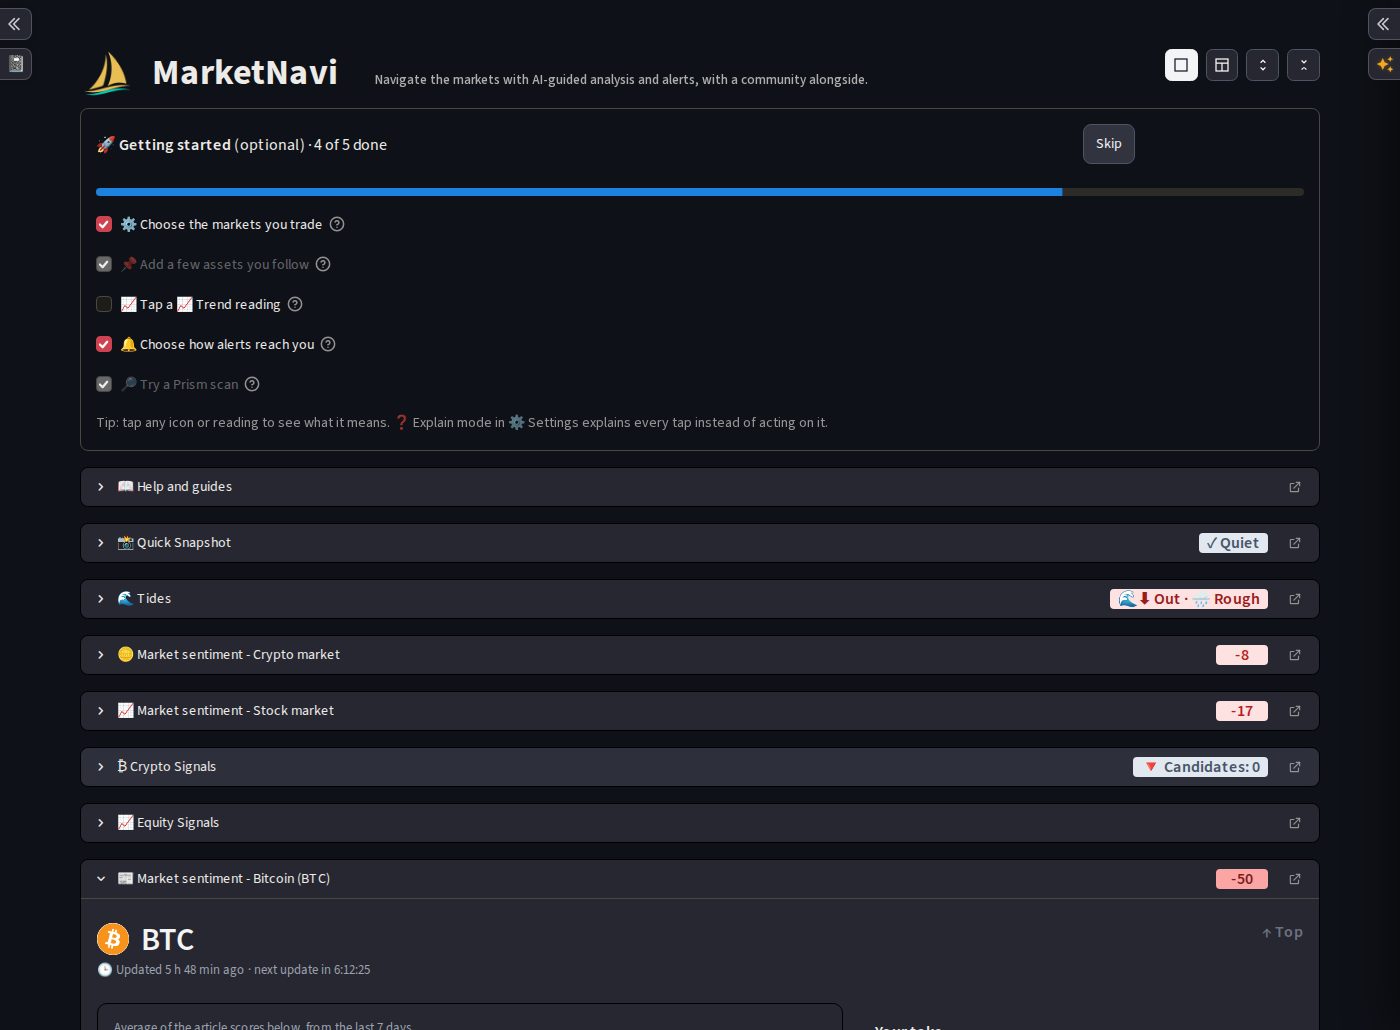 MarketNavi
Navigate the markets with AI-guided analysis and alerts, with a community alongside.
🚀 Getting started (optional) · 4 of 5 done
Skip
⚙️ Choose the markets you trade
📌 Add a few assets you follow
📈 Tap a 📈 Trend reading
🔔 Choose how alerts reach you
🔎 Try a Prism scan
Tip: tap any icon or reading to see what it means. ❓ Explain mode in ⚙️ Settings explains every tap instead of acting on it.
📖 Help and guides
📸 Quick Snapshot
✓ Quiet
🌊 Tides
🌊 ⬇ Out · 🌧️ Rough
🪙 Market sentiment - Crypto market
-8
📈 Market sentiment - Stock market
-17
₿ Crypto Signals
🔻 Candidates: 0
📈 Equity Signals
📰 Market sentiment - Bitcoin (BTC)
-50
BTC
↑ Top
🕒 Updated 5 h 48 min ago · next update in 6:12:25
Average of the article scores below, from the last 7 days
Your take